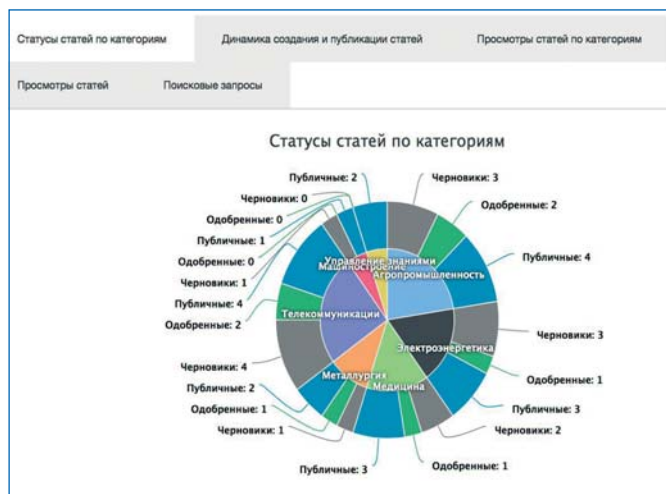 Статусы статей по категориям
Динамика создания и публикации статей
Просмотры статей по категориям
Просмотры статей
Поисковые запросы
Статусы статей по категориям
Публичные: 2
Черновики: 3
Черновики: 0
Одобренные: 2
Одобренные: 0
Публичные: 1
Публичные: 4
Одобренные: 0
Управление знаниями
Машиностроение
Агропромышленность
Черновики: 1
Публичные: 4
Телекоммуникации
Одобренные: 2
Черновики: 3
Электроэнергетика
Черновики: 4
Металлургия
Одобренные: 1
Публичные: 2
Медицина
Одобренные: 1
Публичные: 3
Черновики: 1
Черновики: 2
Публичные: 3
Одобренные: 1